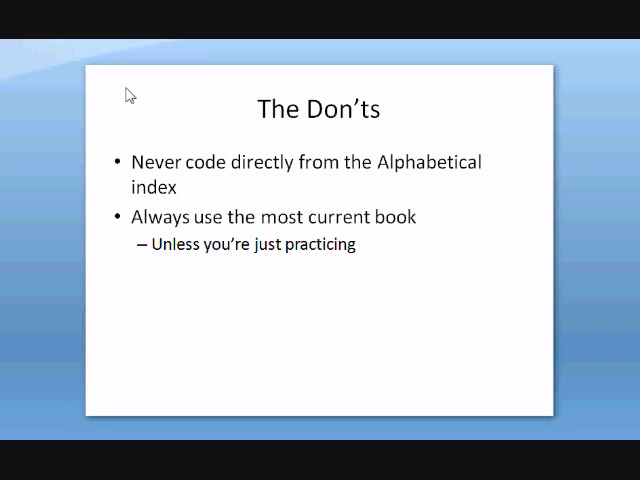 The Don’ts
• Never code directly from the Alphabetical
index
• Always use the most current book
– Unless you’re just practicing